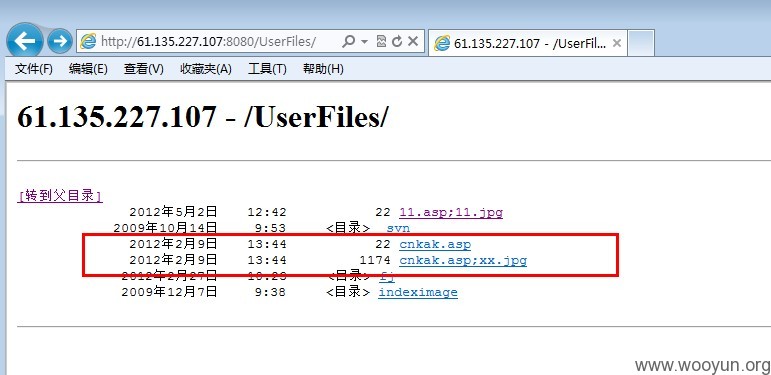 http://61.135.227.107:8080/UserFiles/
61.135.227.107 - /UserFil...
文件(F) 编辑(E) 查看(V) 收藏夹(A) 工具(T) 帮助(H)
61.135.227.107 - /UserFiles/
[转到父目录]
2012年5月2日 12:42 22 11.asp;11.jpg
2009年10月14日 9:53 <目录> svn
2012年2月9日 13:44 22 cnkak.asp
2012年2月9日 13:44 1174 cnkak.asp;xx.jpg
2012年2月27日 <目录> fj
2009年12月7日 9:38 <目录> indeximage
www.wooyun.org